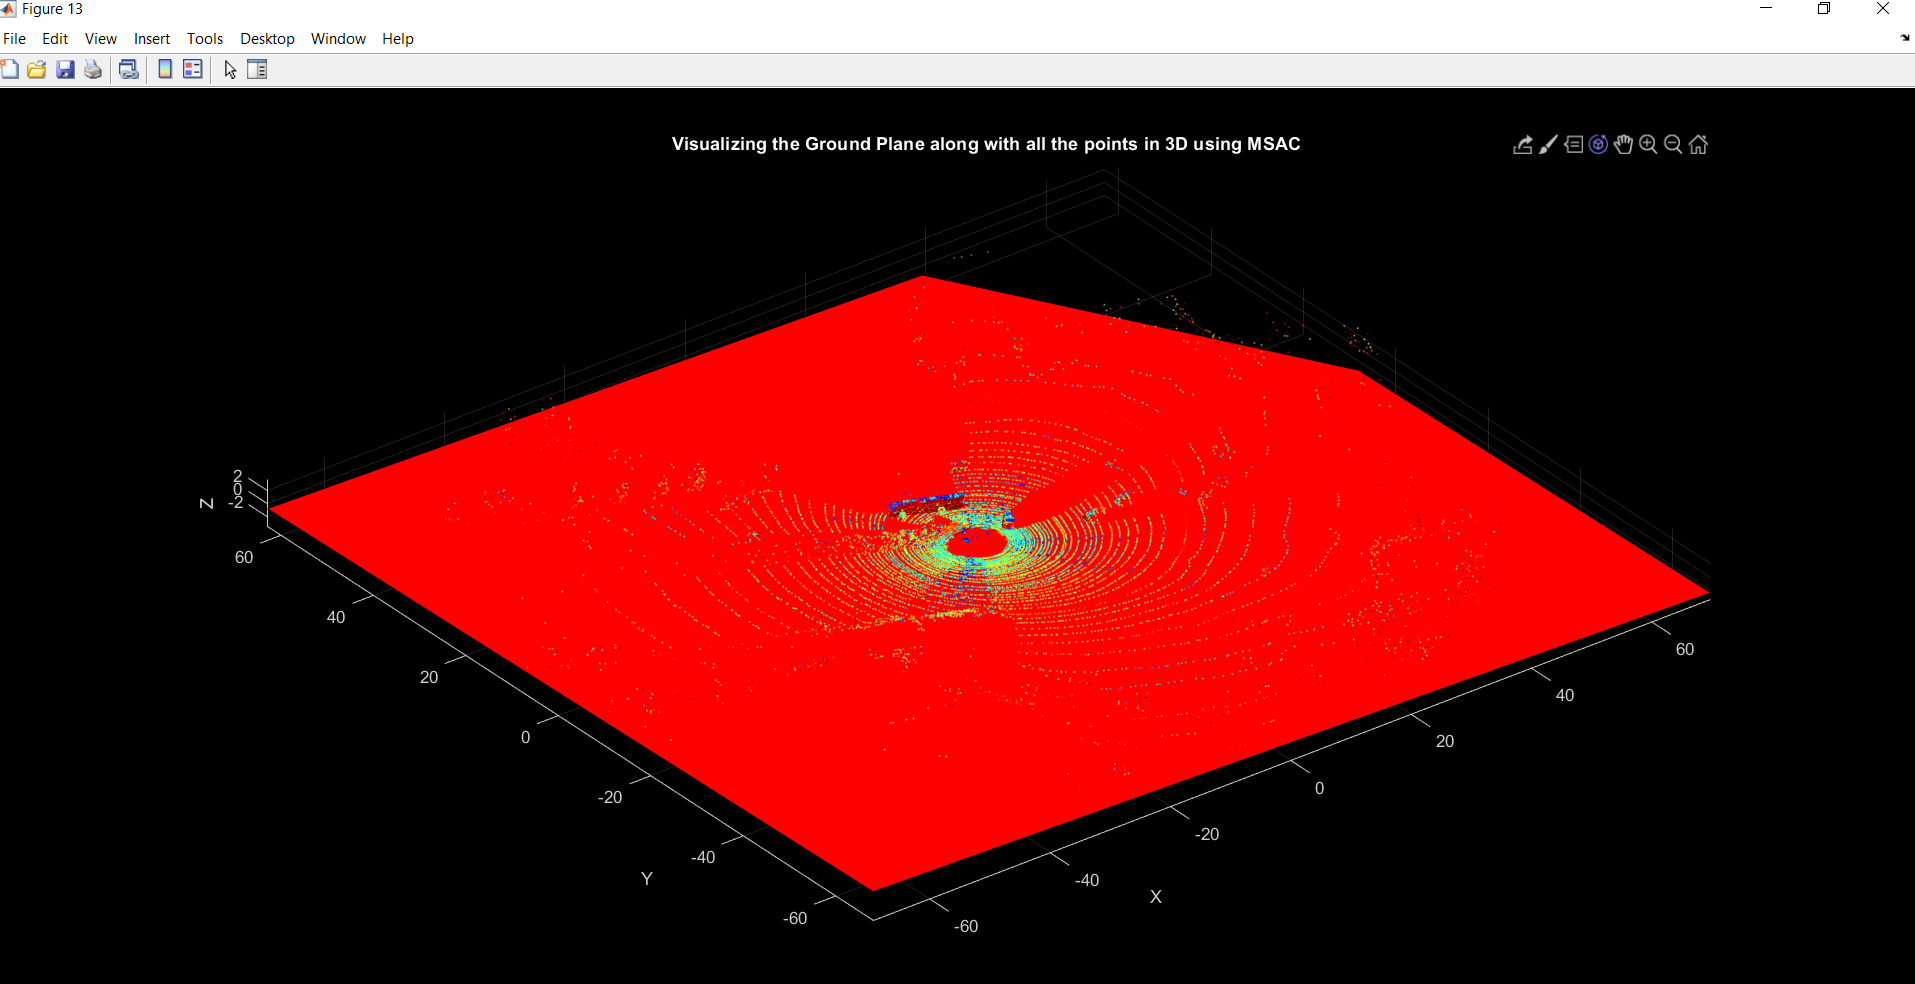 Figure 13
File Edit View Insert Tools Desktop Window Help
Visualizing the Ground Plane along with all the points in 3D using MSAC
2
0
-2
Z
60
40
20
0
-20
-40
-60
Y
60
40
20
0
-20
-40
-60
X